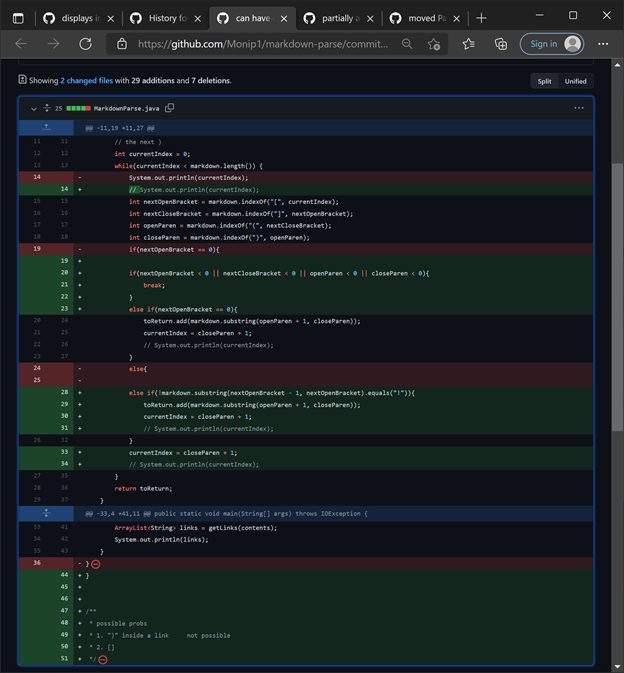 displays in
History fo
can have
partially a
moved Pa
https://github.com/Monip1/markdown-parse/commit...
Sign in
Showing 2 changed files with 29 additions and 7 deletions.
Split Unified
25 MarkdownParse.java
@@ -11,19 +11,27 @@
11 11 // the next )
12 12 int currentIndex = 0;
13 13 while(currentIndex < markdown.length()) {
14 - System.out.println(currentIndex);
14 + // System.out.println(currentIndex);
15 15 int nextOpenBracket = markdown.indexOf("[", currentIndex);
16 16 int nextCloseBracket = markdown.indexOf("]", nextOpenBracket);
17 17 int openParen = markdown.indexOf("(", nextCloseBracket);
18 18 int closeParen = markdown.indexOf(")", openParen);
19 - if(nextOpenBracket == 0){
19 +
20 + if(nextOpenBracket < 0 || nextCloseBracket < 0 || openParen < 0 || closeParen < 0){
21 + break;
22 + }
23 + else if(nextOpenBracket == 0){
20 24 toReturn.add(markdown.substring(openParen + 1, closeParen));
21 25 currentIndex = closeParen + 1;
22 26 // System.out.println(currentIndex);
23 27 }
24 - else{
25 -
28 + else if(!markdown.substring(nextOpenBracket - 1, nextOpenBracket).equals("!")){
29 + toReturn.add(markdown.substring(openParen + 1, closeParen));
30 + currentIndex = closeParen + 1;
31 + // System.out.println(currentIndex);
26 32 }
33 + currentIndex = closeParen + 1;
34 + // System.out.println(currentIndex);
27 35 }
28 36 return toReturn;
29 37 }
@@ -33,4 +41,11 @@ public static void main(String[] args) throws IOException {
33 41 ArrayList<String> links = getLinks(contents);
34 42 System.out.println(links);
35 43 }
36 - }
44 + }
45 +
46 +
47 + /**
48 + * possible probs
49 + * 1. ")" inside a link not possible
50 + * 2. []
51 + */